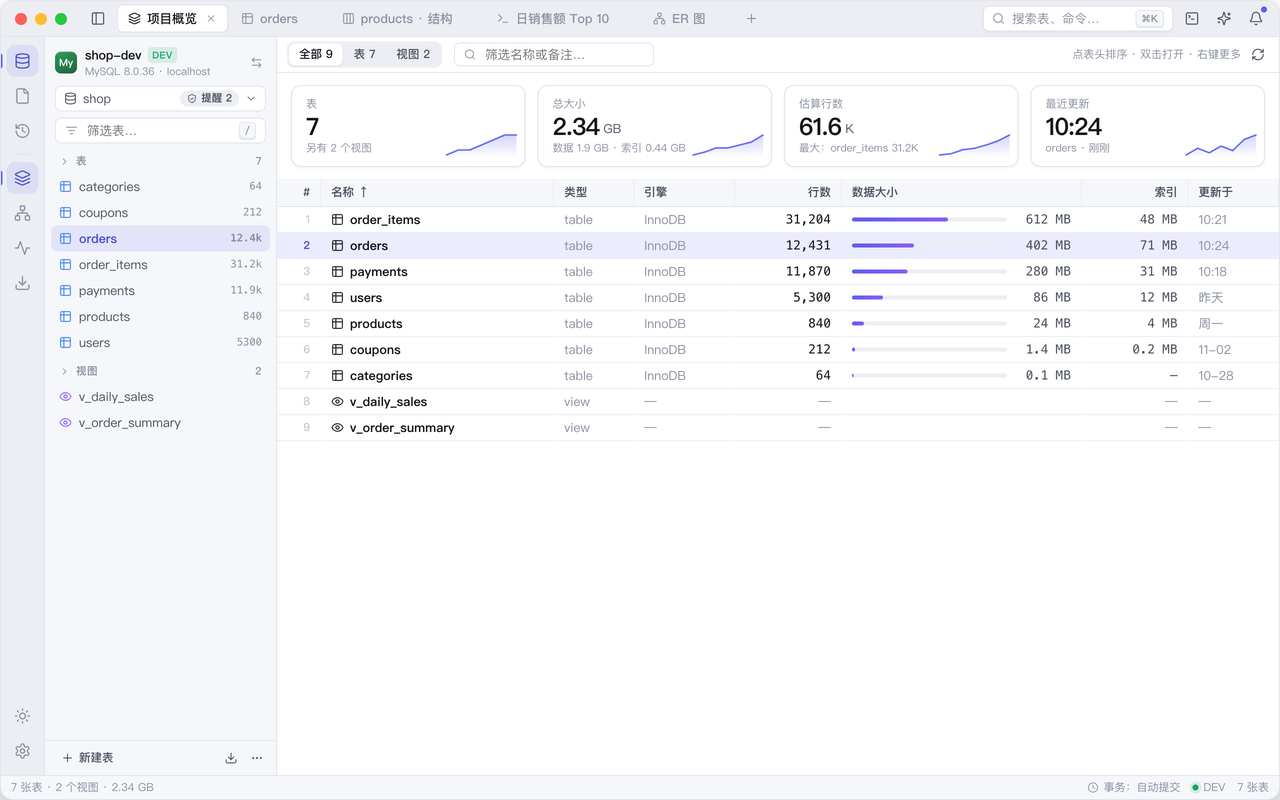 项目概览 × orders products · 结构 日销售额 Top 10 ER 图 + 搜索表、命令... ⌘K
My shop-dev DEV
MySQL 8.0.36 · localhost
shop 提醒 2
筛选表... /
表 7
categories 64
coupons 212
orders 12.4k
order_items 31.2k
payments 11.9k
products 840
users 5300
视图 2
v_daily_sales
v_order_summary
+ 新建表 ...
全部 9 表 7 视图 2 筛选名称或备注... 点表头排序 · 双击打开 · 右键更多
表
7
另有 2 个视图
总大小
2.34 GB
数据 1.9 GB · 索引 0.44 GB
估算行数
61.6 K
最大: order_items 31.2K
最近更新
10:24
orders · 刚刚
# 名称 ↑ 类型 引擎 行数 数据大小 索引 更新于
1 order_items table InnoDB 31,204 612 MB 48 MB 10:21
2 orders table InnoDB 12,431 402 MB 71 MB 10:24
3 payments table InnoDB 11,870 280 MB 31 MB 10:18
4 users table InnoDB 5,300 86 MB 12 MB 昨天
5 products table InnoDB 840 24 MB 4 MB 周一
6 coupons table InnoDB 212 1.4 MB 0.2 MB 11-02
7 categories table InnoDB 64 0.1 MB – 10-28
8 v_daily_sales view — — — —
9 v_order_summary view — — — —
7 张表 · 2 个视图 · 2.34 GB 事务: 自动提交 DEV 7 张表